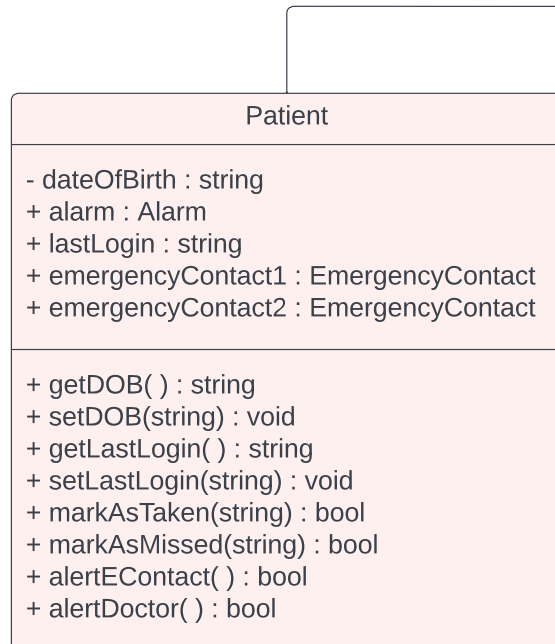 Patient
- dateOfBirth : string
+ alarm : Alarm
+ lastLogin : string
+ emergencyContact1 : EmergencyContact
+ emergencyContact2 : EmergencyContact
+ getDOB( ) : string
+ setDOB(string) : void
+ getLastLogin( ) : string
+ setLastLogin(string) : void
+ markAsTaken(string) : bool
+ markAsMissed(string) : bool
+ alertEContact( ) : bool
+ alertDoctor( ) : bool